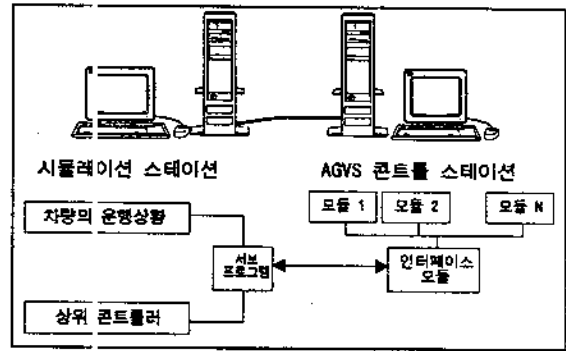 시뮬레이션 스테이션
AGVS 콘트롤 스테이션
차량의 운행상황
상위 콘트롤러
서브
프로그램
모듈 1
모듈 2
모듈 N
인터페이스
모듈